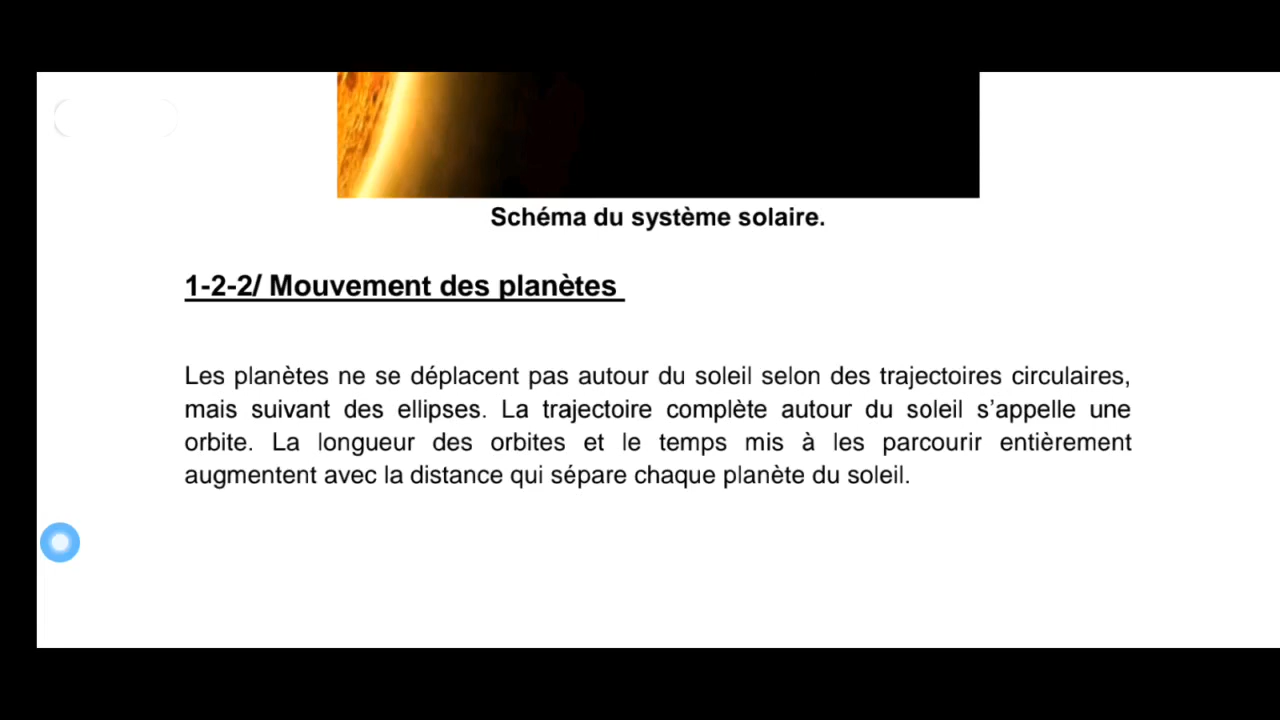 Schéma du système solaire.
1-2-2/ Mouvement des planètes
Les planètes ne se déplacent pas autour du soleil selon des trajectoires circulaires,
mais suivant des ellipses. La trajectoire complète autour du soleil s’appelle une
orbite. La longueur des orbites et le temps mis à les parcourir entièrement
augmentent avec la distance qui sépare chaque planète du soleil.